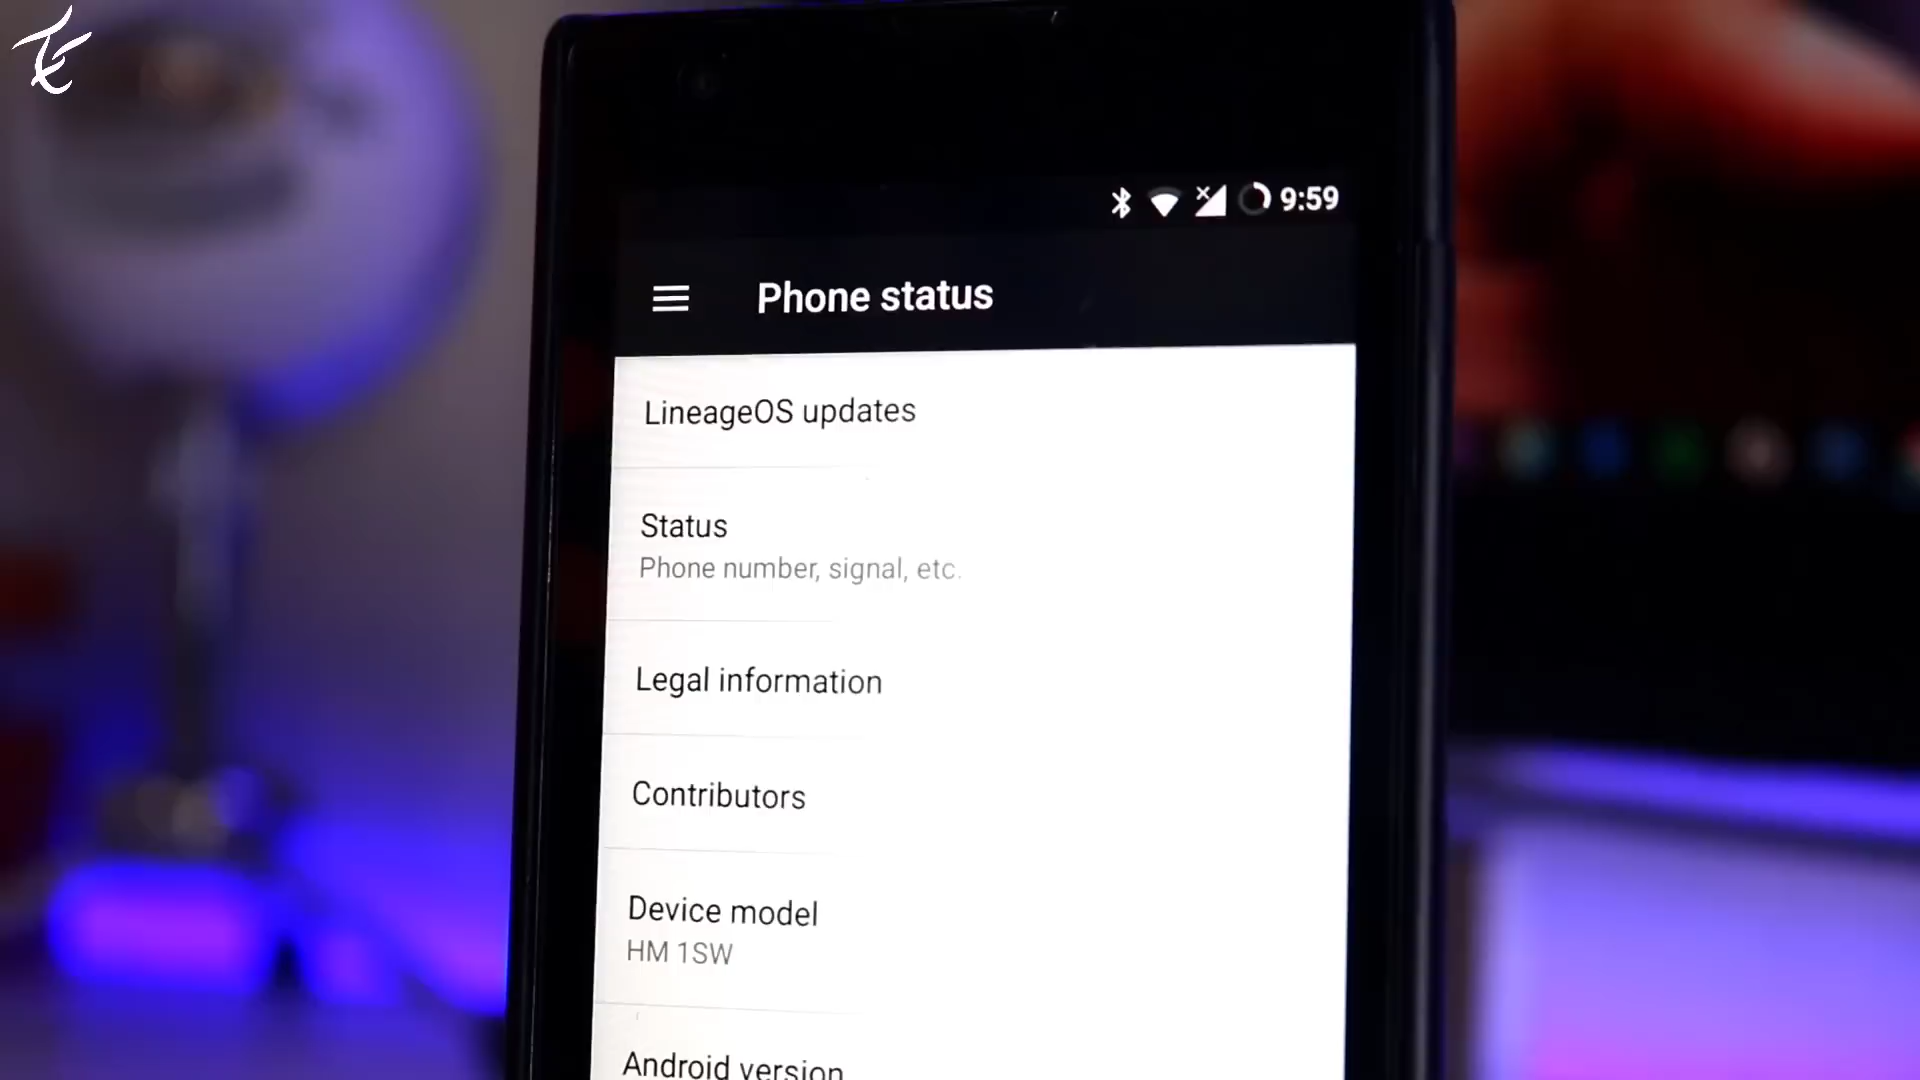 9:59
Phone status
LineageOS updates
Status
Phone number, signal, etc.
Legal information
Contributors
Device model
HM 1SW
Android version